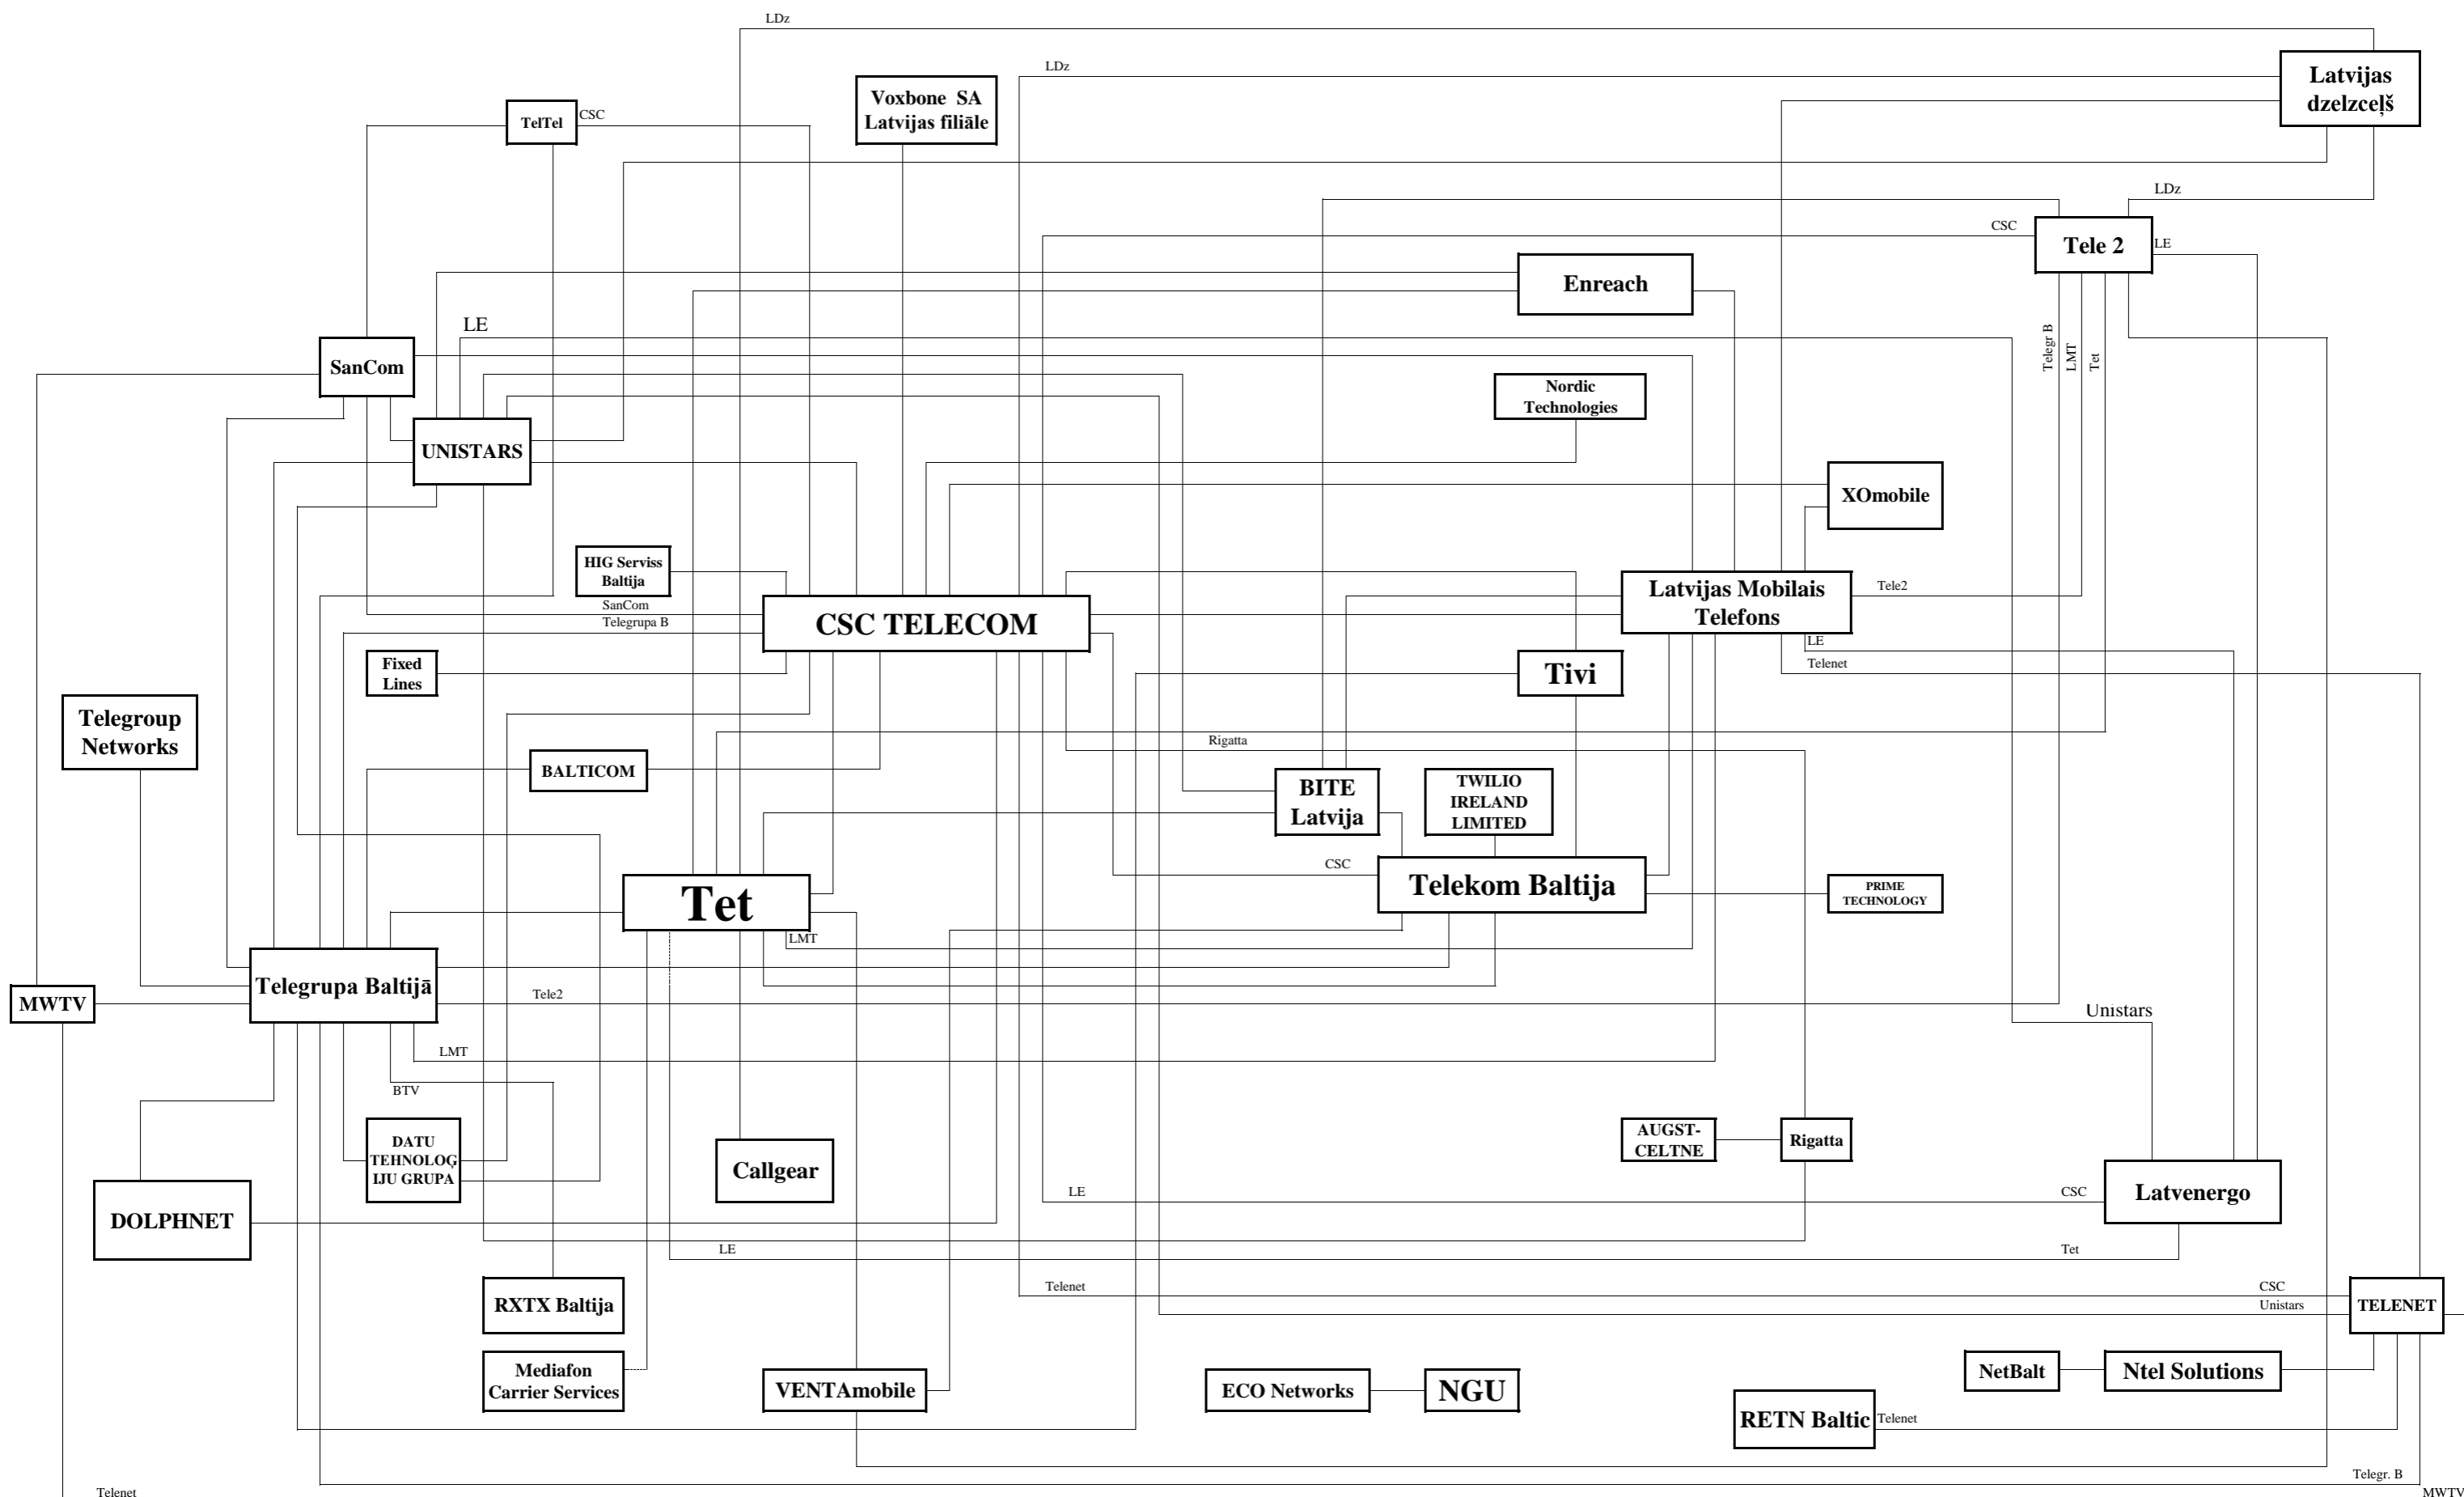 LDz
LDz
Latvijas
dzelzceļš
Voxbone SA
Latvijas filiāle
TelTel
CSC
LDz
CSC
Tele 2
LE
Enreach
LE
Telegr B
LMT
Tet
SanCom
Nordic
Technologies
UNISTARS
XOmobile
HIG Serviss
Baltija
SanCom
Telegrupa B
CSC TELECOM
Latvijas Mobilais
Telefons
Tele2
LE
Telenet
Fixed
Lines
Tivi
Telegroup
Networks
Rigatta
BALTICOM
BITE
Latvija
TWILIO
IRELAND
LIMITED
CSC
Tet
Telekom Baltija
PRIME
TECHNOLOGY
LMT
Telegrupa Baltijā
MWTV
Tele2
Unistars
LMT
BTV
DATU
TEHNOLOĢ
IJU GRUPA
Callgear
AUGST-
CELTNE
Rigatta
DOLPHNET
LE
CSC
Latvenergo
LE
Tet
Telenet
CSC
Unistars
TELENET
RXTX Baltija
Mediafon
Carrier Services
VENTAmobile
ECO Networks
NGU
NetBalt
Ntel Solutions
RETN Baltic
Telenet
Telegr. B
Telenet
MWTV